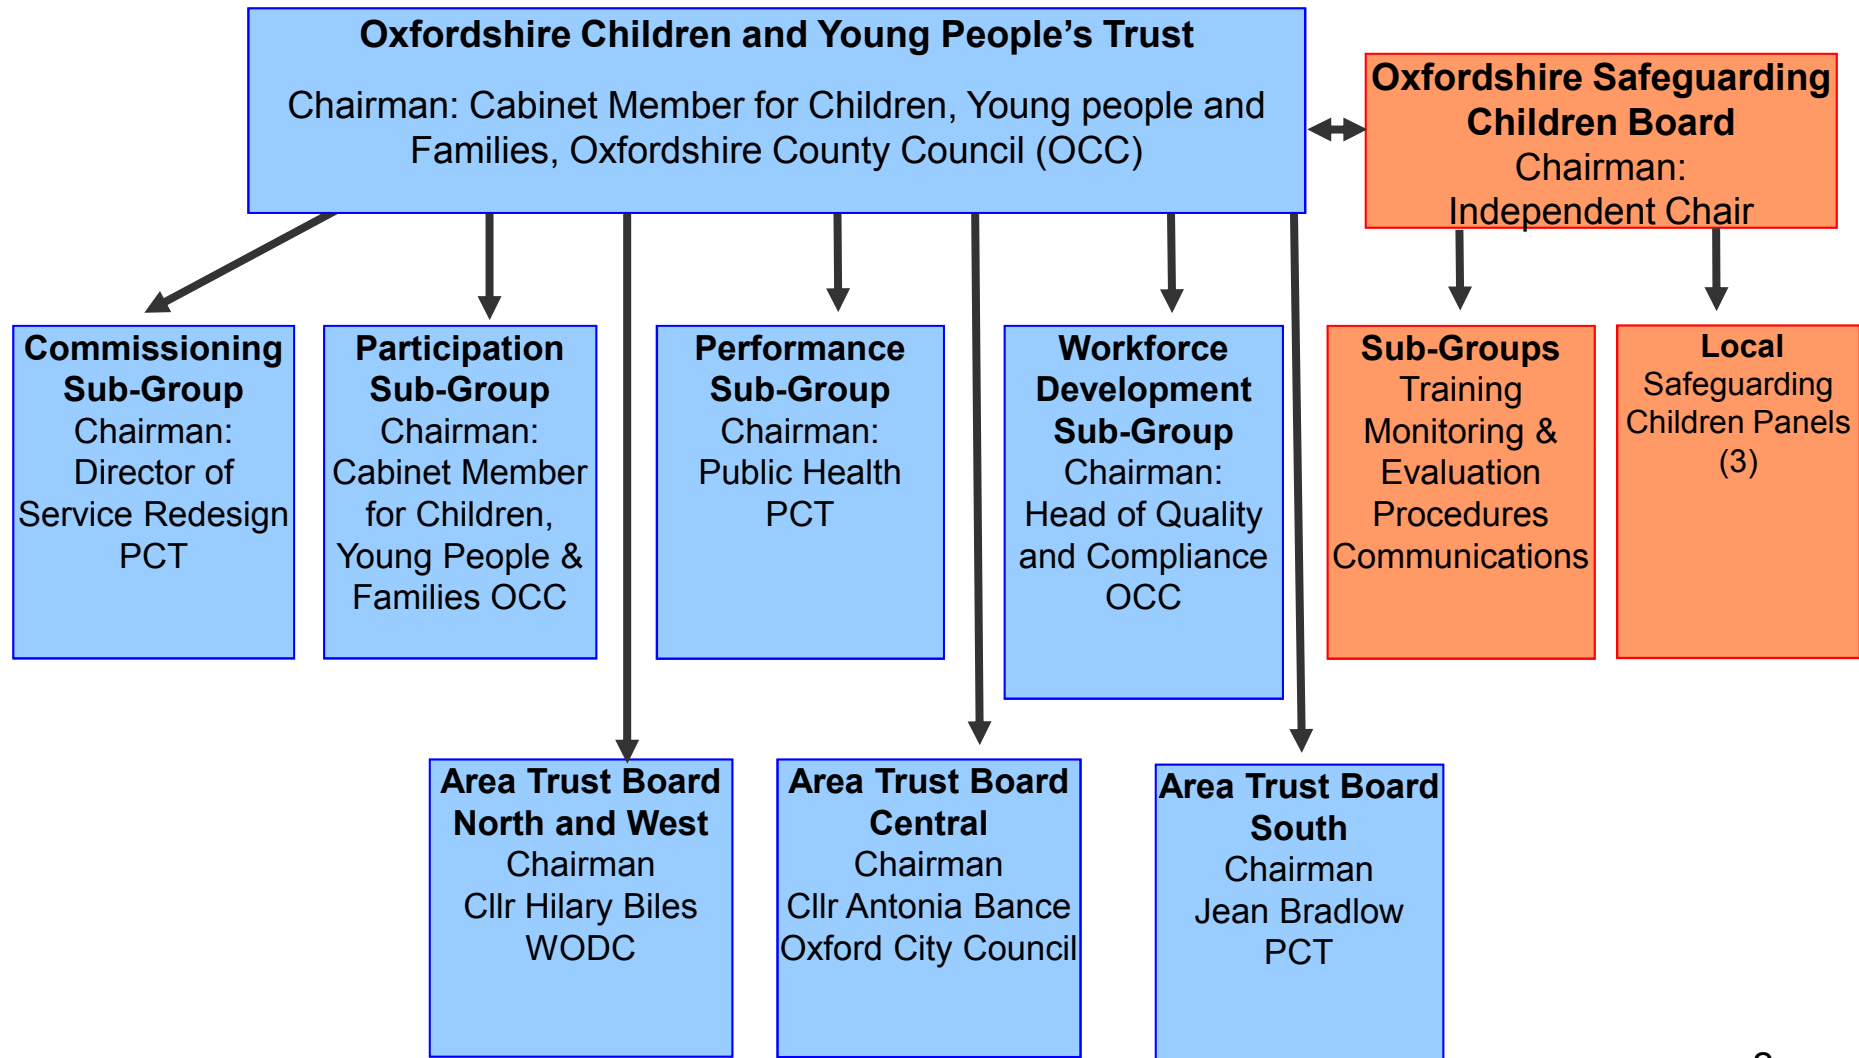 Oxfordshire Children and Young People’s Trust
Chairman: Cabinet Member for Children, Young people and
Families, Oxfordshire County Council (OCC)
Oxfordshire Safeguarding
Children Board
Chairman:
Independent Chair
Commissioning
Sub-Group
Chairman:
Director of
Service Redesign
PCT
Participation
Sub-Group
Chairman:
Cabinet Member
for Children,
Young People &
Families OCC
Performance
Sub-Group
Chairman:
Public Health
PCT
Workforce
Development
Sub-Group
Chairman:
Head of Quality
and Compliance
OCC
Sub-Groups
Training
Monitoring &
Evaluation
Procedures
Communications
Local
Safeguarding
Children Panels
(3)
Area Trust Board
North and West
Chairman
Cllr Hilary Biles
WODC
Area Trust Board
Central
Chairman
Cllr Antonia Bance
Oxford City Council
Area Trust Board
South
Chairman
Jean Bradlow
PCT